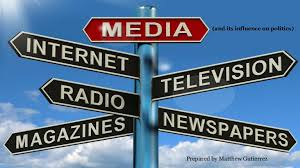 MEDIA
(and its influence on politics)
INTERNET
TELEVISION
RADIO
MAGAZINES
NEWSPAPERS
Prepared by Matthew Gutierrez